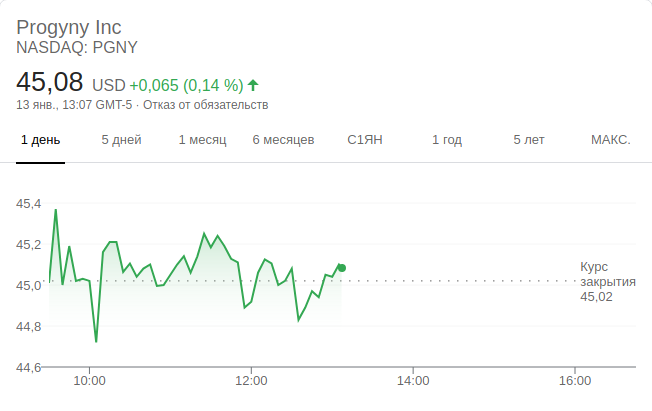 Progyny Inc
NASDAQ: PGNY
45,08 USD +0,065 (0,14 %)
13 янв., 13:07 GMT-5 · Отказ от обязательств
1 день 5 дней 1 месяц 6 месяцев С1ЯН 1 год 5 лет МАКС.
45,4
45,2
45,0
44,8
44,6
Курс
закрытия
45,02
10:00 12:00 14:00 16:00